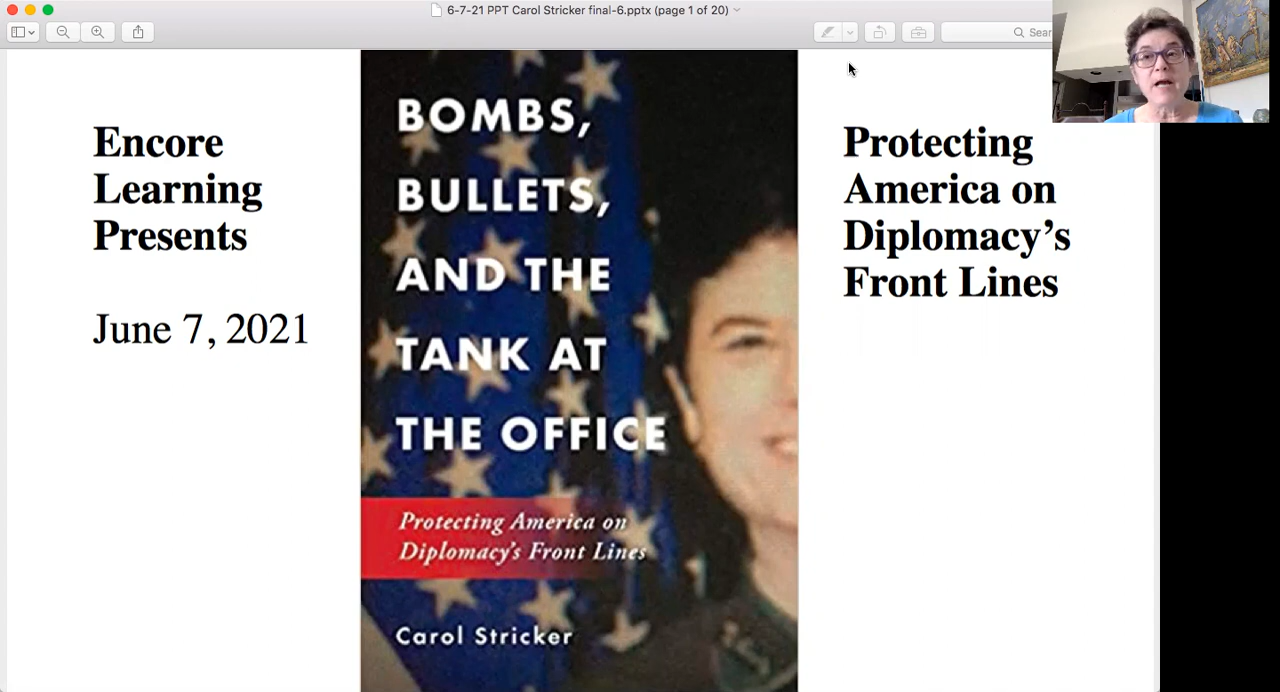 6-7-21 PPT Carol Stricker final-6.pptx (page 1 of 20)
Sear
Encore
Learning
Presents
June 7, 2021
BOMBS,
BULLETS,
AND THE
TANK AT
THE OFFICE
Protecting America on
Diplomacy's Front Lines
Carol Stricker
Protecting
America on
Diplomacy’s
Front Lines